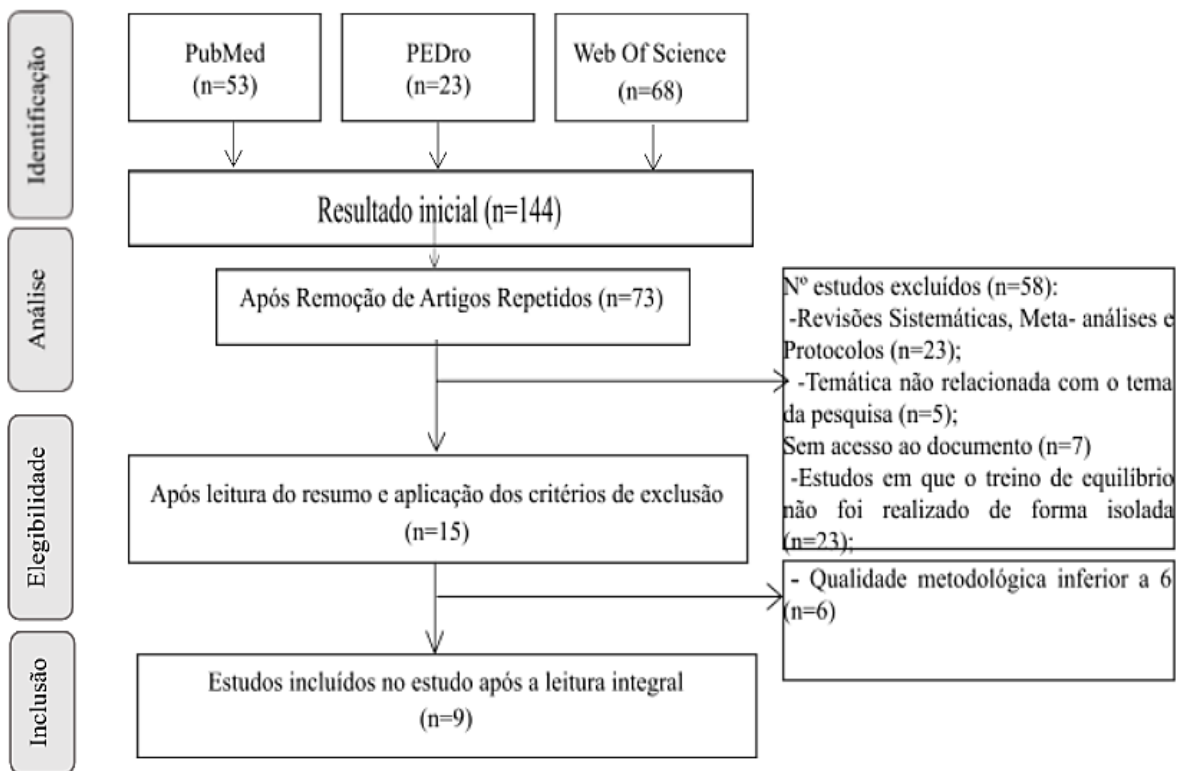 Identificação
PubMed
(n=53)
PEDro
(n=23)
Web Of Science
(n=68)
Resultado inicial (n=144)
Análise
Após Remoção de Artigos Repetidos (n=73)
Nº estudos excluídos (n=58):
-Revisões Sistemáticas, Meta- análises e
Protocolos (n=23);
-Temática não relacionada com o tema
da pesquisa (n=5);
Sem acesso ao documento (n=7)
-Estudos em que o treino de equilíbrio
não foi realizado de forma isolada
(n=23);
Elegibilidade
Após leitura do resumo e aplicação dos critérios de exclusão
(n=15)
- Qualidade metodológica inferior a 6
(n=6)
Inclusão
Estudos incluídos no estudo após a leitura integral
(n=9)